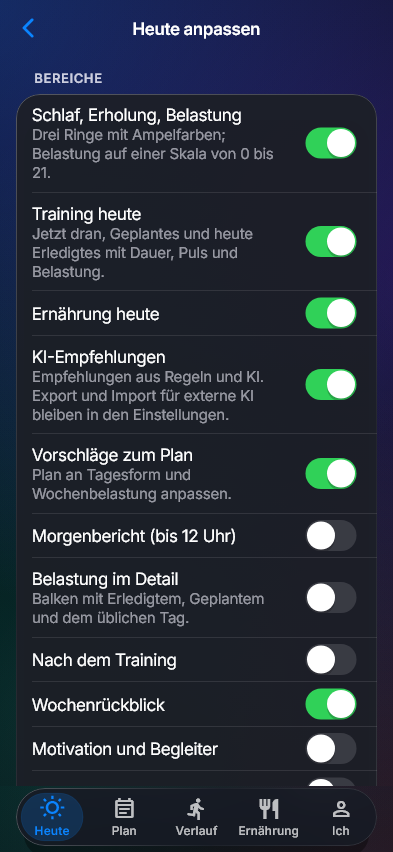 Heute anpassen
BEREICHE
Schlaf, Erholung, Belastung
Drei Ringe mit Ampelfarben;
Belastung auf einer Skala von 0 bis
21.
Training heute
Jetzt dran, Geplantes und heute
Erledigtes mit Dauer, Puls und
Belastung.
Ernährung heute
KI-Empfehlungen
Empfehlungen aus Regeln und KI.
Export und Import für externe KI
bleiben in den Einstellungen.
Vorschläge zum Plan
Plan an Tagesform und
Wochenbelastung anpassen.
Morgenbericht (bis 12 Uhr)
Belastung im Detail
Balken mit Erledigtem, Geplantem
und dem üblichen Tag.
Nach dem Training
Wochenrückblick
Motivation und Begleiter
Heute Plan Verlauf Ernährung Ich